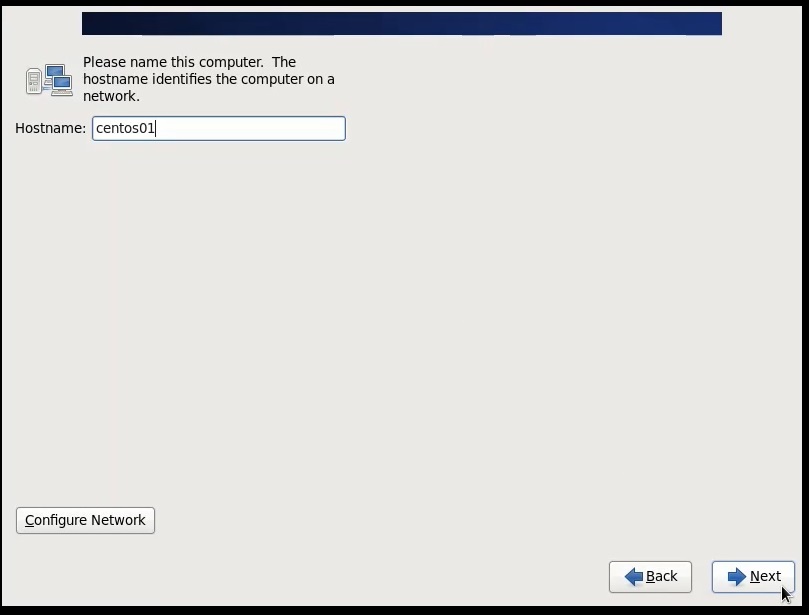 Please name this computer.  The
hostname identifies the computer on a
network.
Hostname: centos01
Configure Network
Back
Next